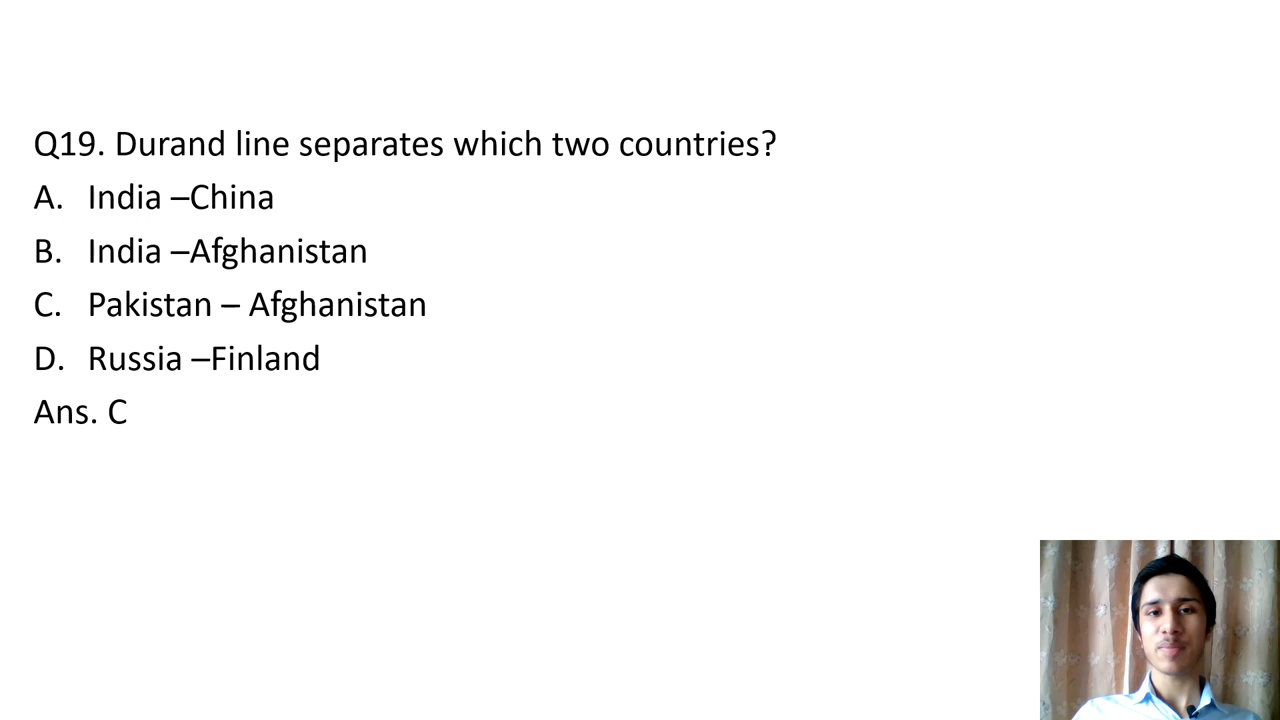 Q19. Durand line separates which two countries?
A. India –China
B. India –Afghanistan
C. Pakistan – Afghanistan
D. Russia –Finland
Ans. C